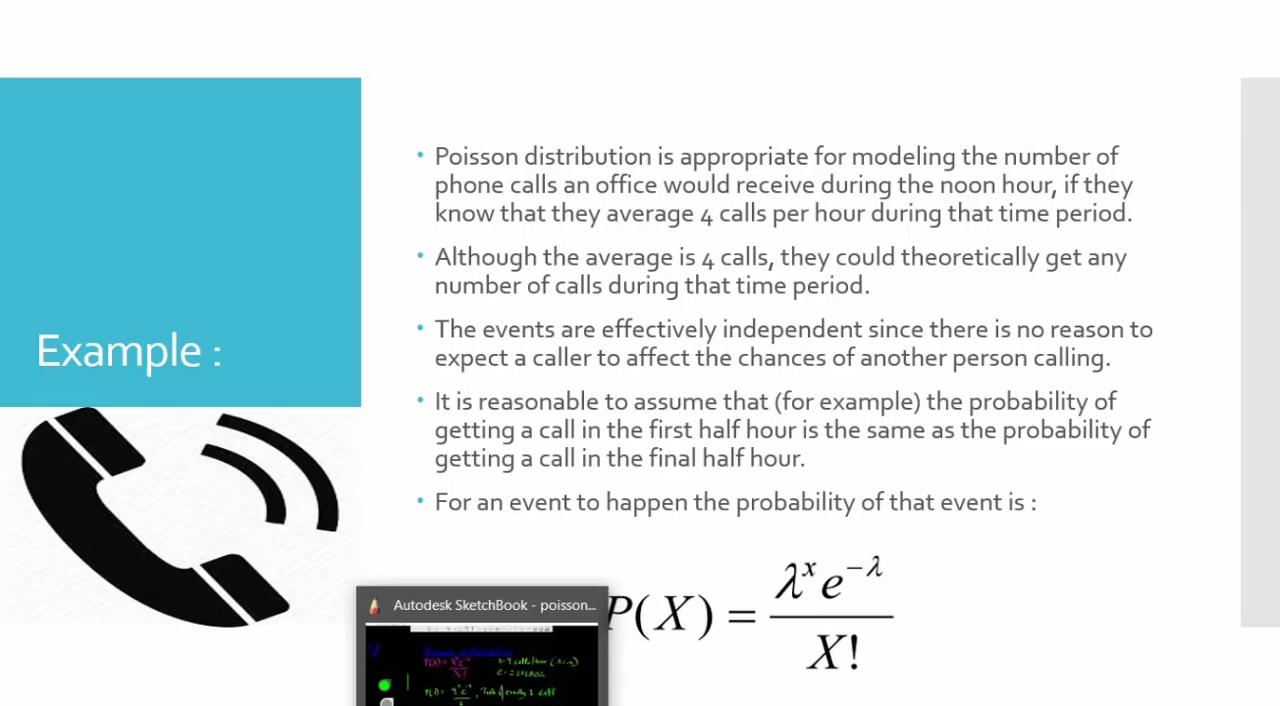 Example :
• Poisson distribution is appropriate for modeling the number of
phone calls an office would receive during the noon hour, if they
know that they average 4 calls per hour during that time period.
• Although the average is 4 calls, they could theoretically get any
number of calls during that time period.
• The events are effectively independent since there is no reason to
expect a caller to affect the chances of another person calling.
• It is reasonable to assume that (for example) the probability of
getting a call in the first half hour is the same as the probability of
getting a call in the final half hour.
• For an event to happen the probability of that event is :
P(X) = λ^x e^−λ / X!
Autodesk SketchBook - poisson...